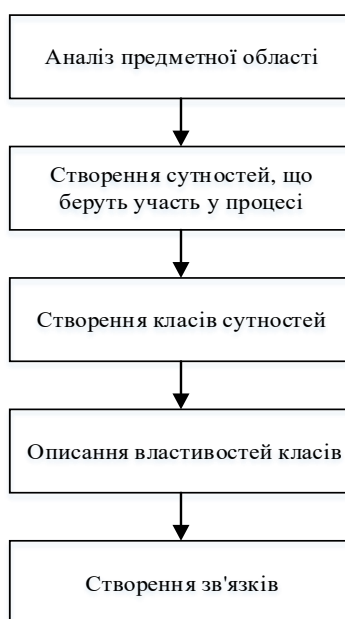 Аналіз предметної області
Створення сутностей, що
беруть участь у процесі
Створення класів сутностей
Описання властивостей класів
Створення зв'язків